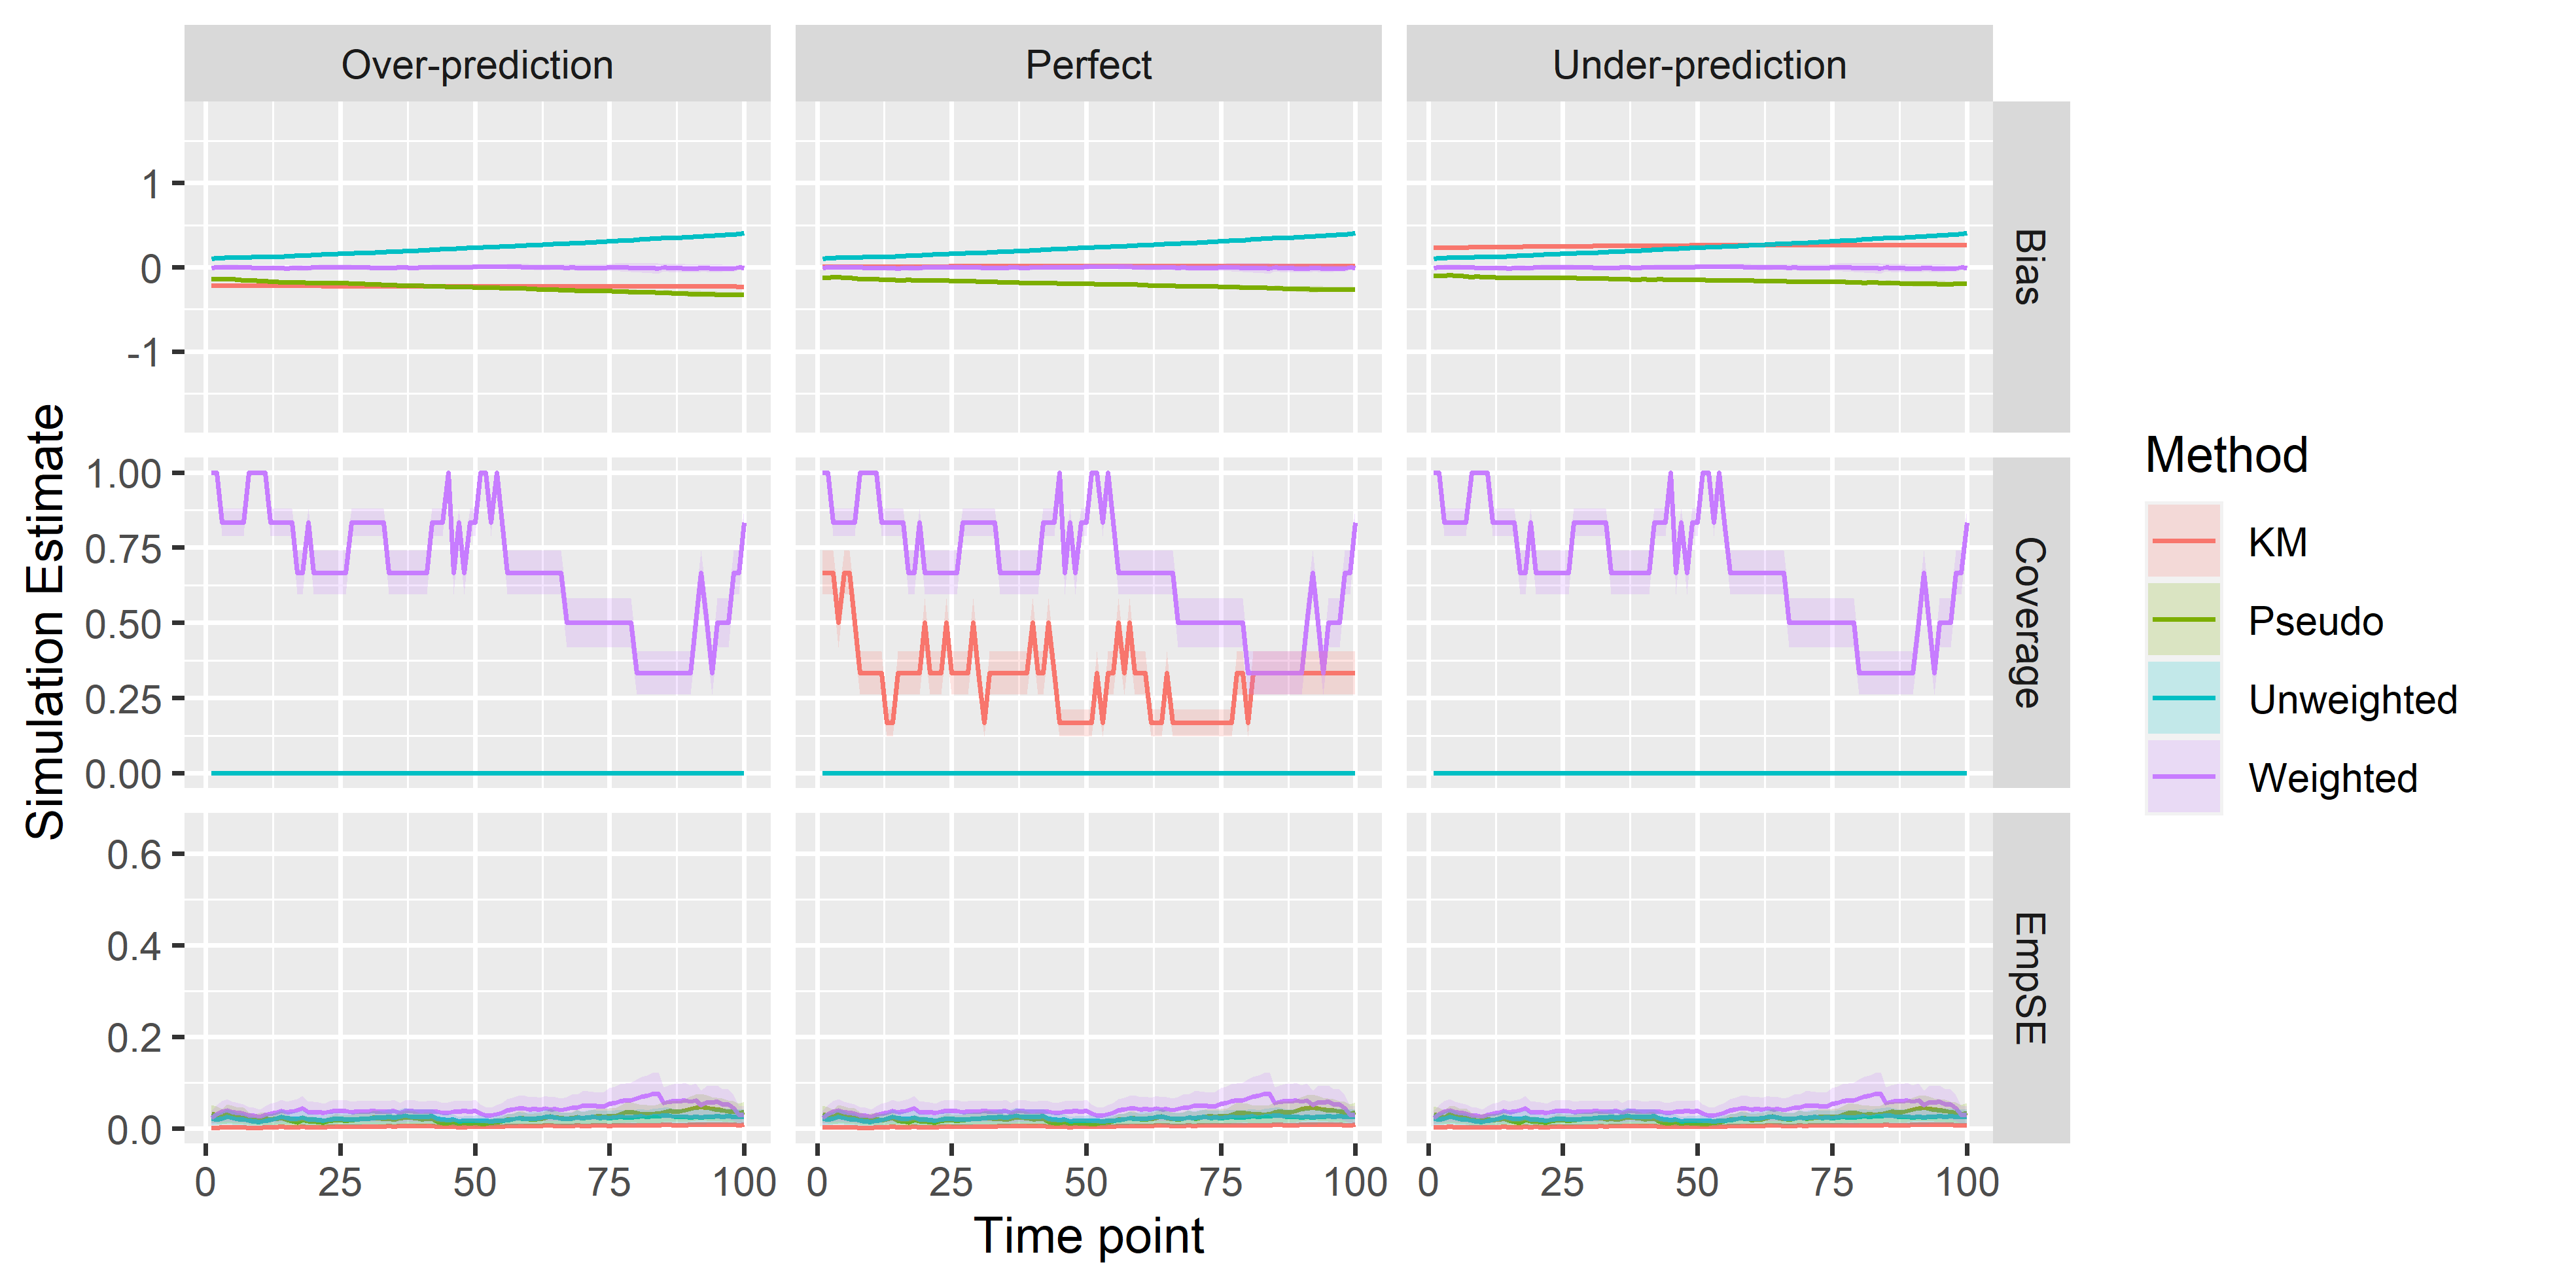 Over-prediction
Perfect
Under-prediction
1
0
-1
Bias
1.00
0.75
0.50
0.25
0.00
Coverage
0.6
0.4
0.2
0.0
EmpSE
0 25 50 75 100
0 25 50 75 100
0 25 50 75 100
Time point
Simulation Estimate
Method
KM
Pseudo
Unweighted
Weighted